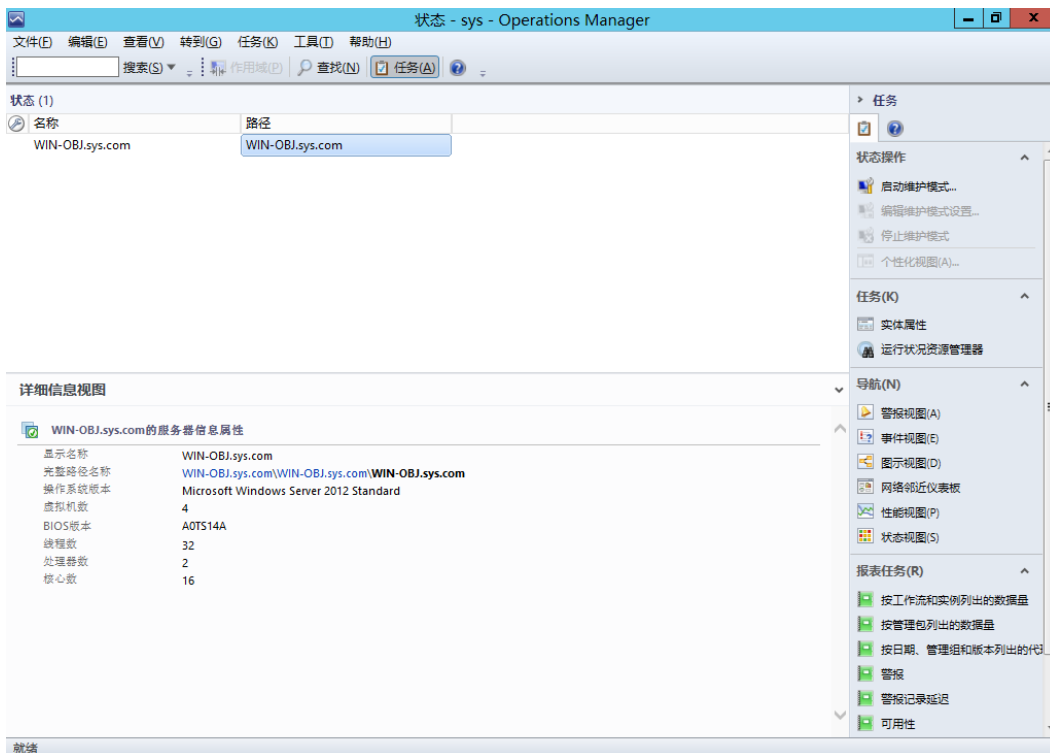 状态 - sys - Operations Manager
文件(F) 编辑(E) 查看(V) 转到(G) 任务(K) 工具(T) 帮助(H)
搜索(S) 作用域(P) 查找(N) 任务(A)
状态 (1)
名称 路径
WIN-OBJ.sys.com WIN-OBJ.sys.com
详细信息视图
WIN-OBJ.sys.com的服务器信息属性
显示名称 WIN-OBJ.sys.com
完整路径名称 WIN-OBJ.sys.com\WIN-OBJ.sys.com\WIN-OBJ.sys.com
操作系统版本 Microsoft Windows Server 2012 Standard
虚拟机数 4
BIOS版本 A0TS14A
线程数 32
处理器数 2
核心数 16
任务
状态操作
启动维护模式...
编辑维护模式设置...
停止维护模式
个性化视图(A)...
任务(K)
实体属性
运行状况资源管理器
导航(N)
警报视图(A)
事件视图(E)
图示视图(D)
网络邻近仪表板
性能视图(P)
状态视图(S)
报表任务(R)
按工作流和实例列出的数据量
按管理包列出的数据量
按日期、管理组和版本列出的代理
警报
警报记录延迟
可用性
就绪